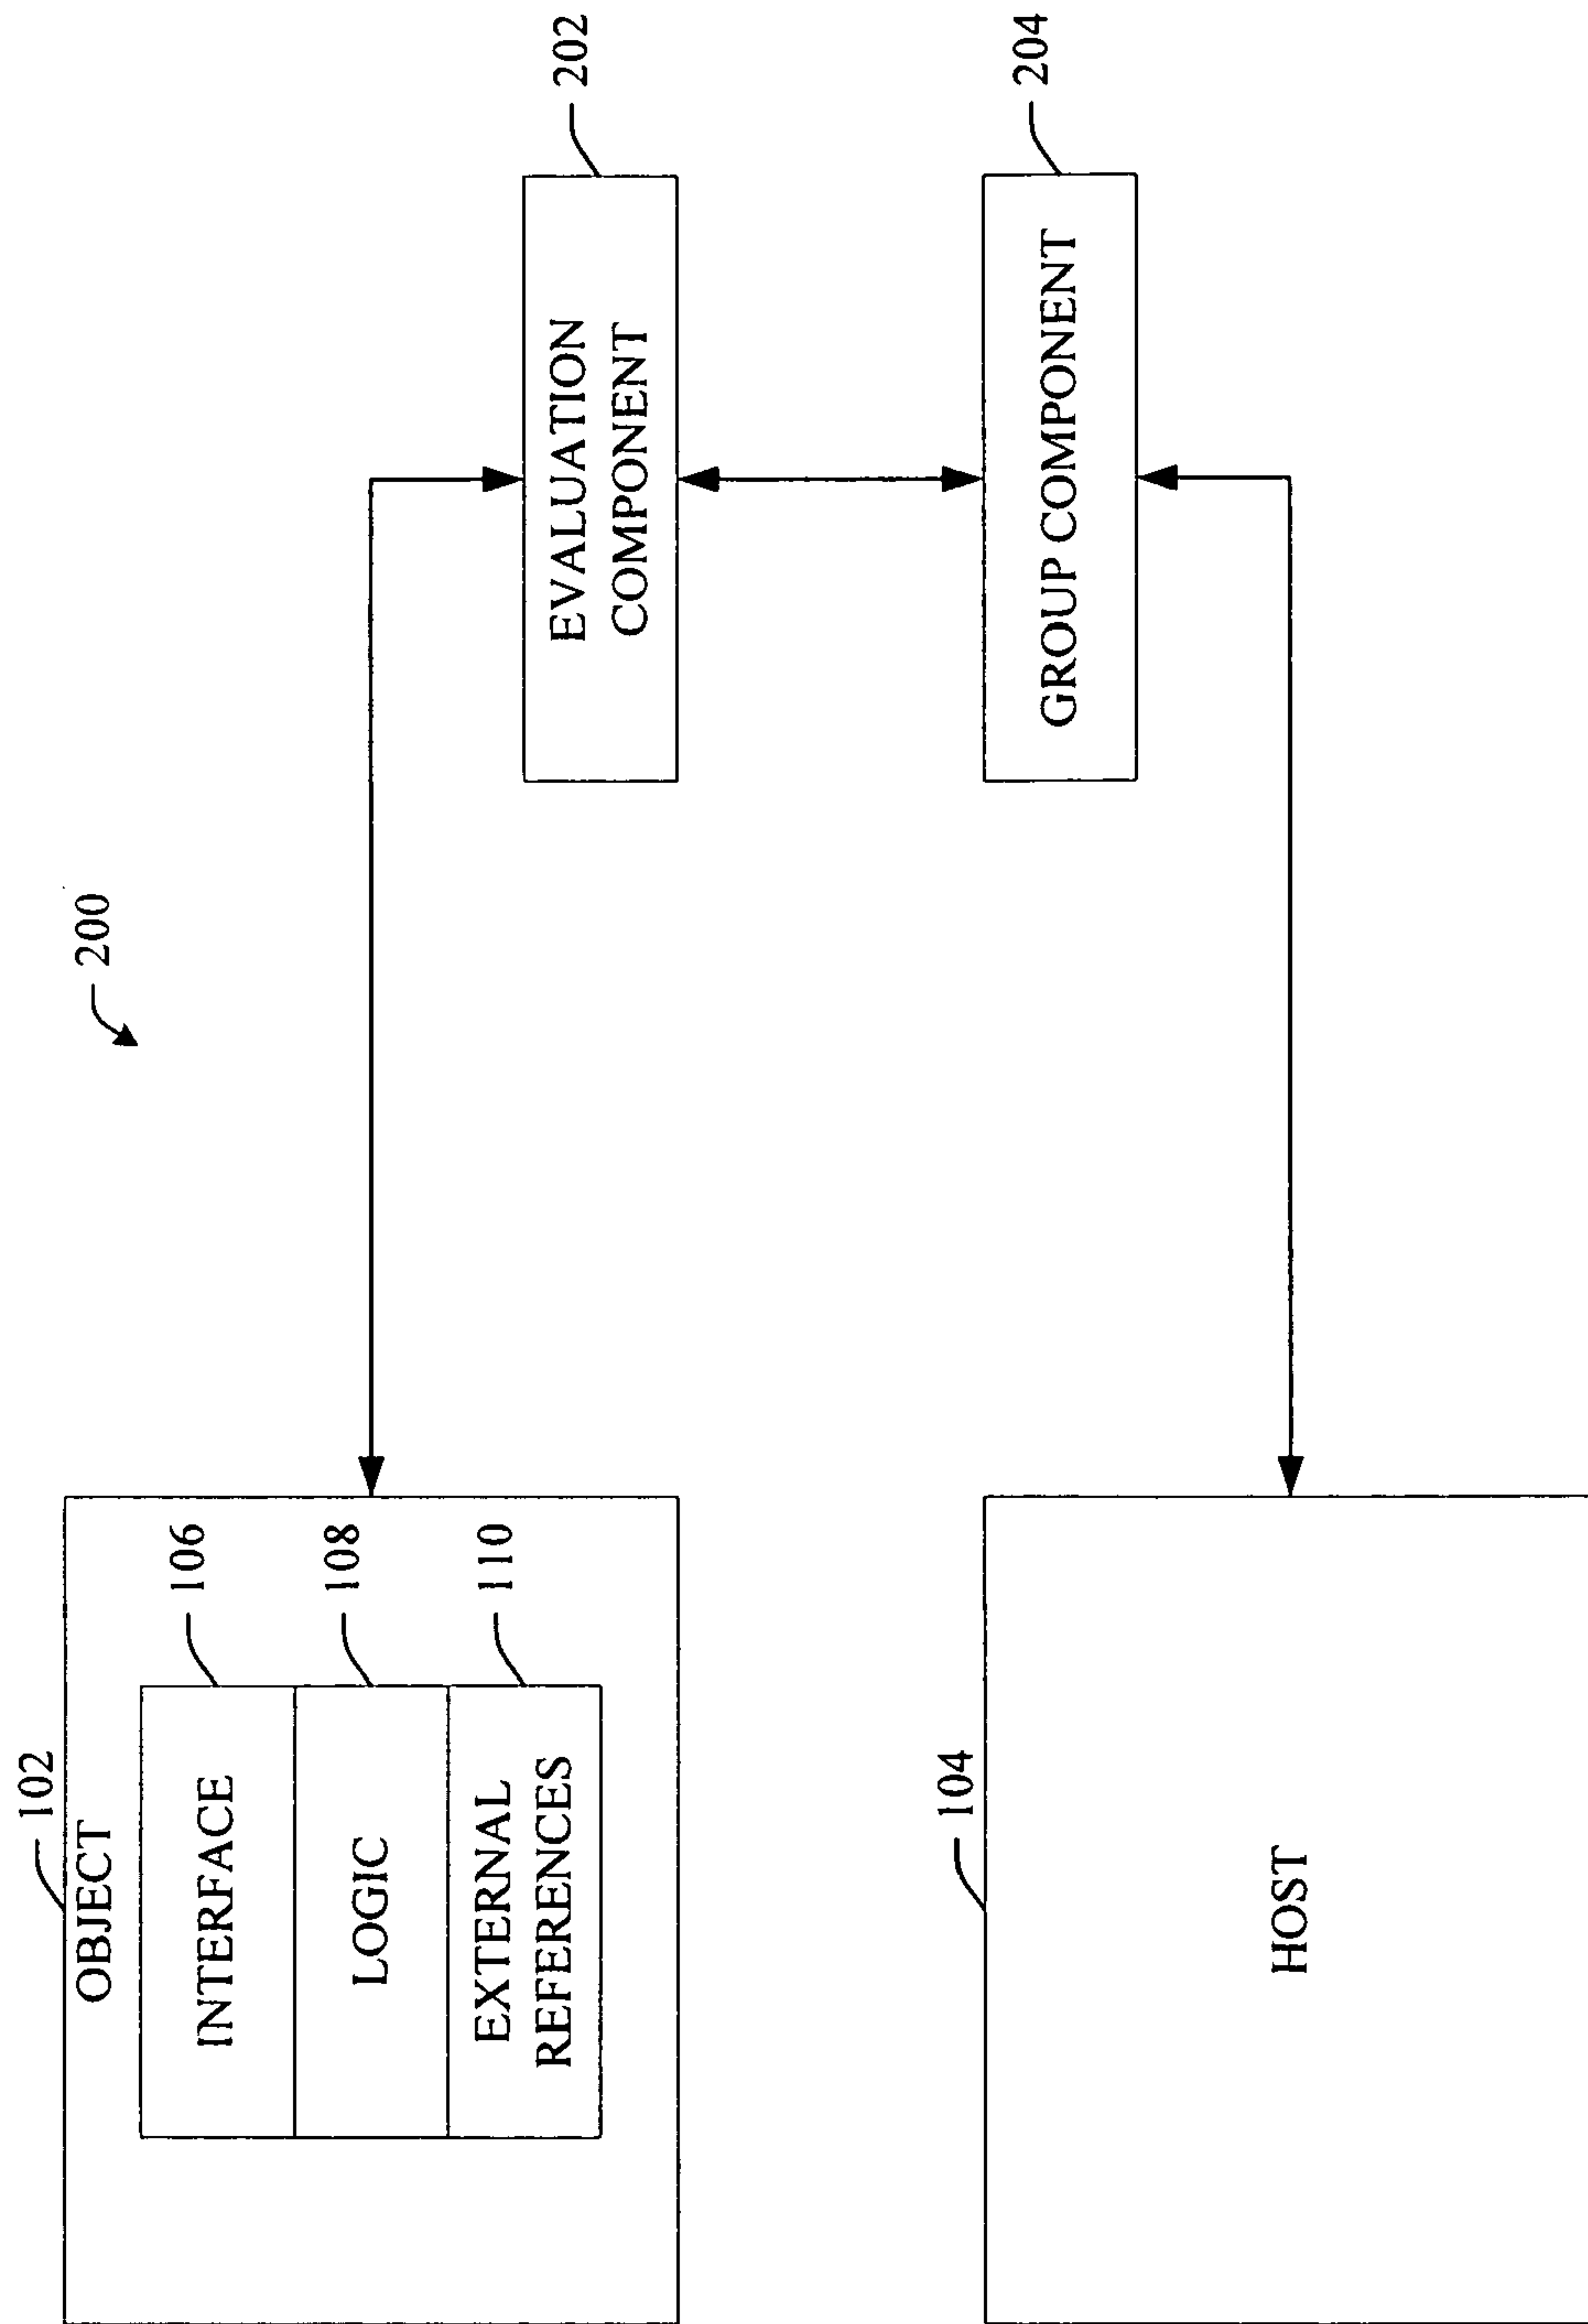 200
102
OBJECT
INTERFACE
106
LOGIC
108
EXTERNAL
REFERENCES
110
EVALUATION
COMPONENT
202
104
HOST
GROUP COMPONENT
204